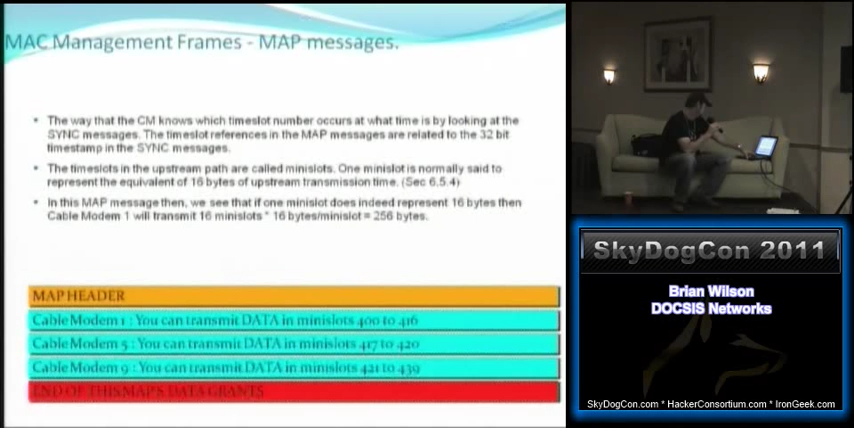 MAC Management Frames - MAP messages.
• The way that the CM knows which timeslot number occurs at what time is by looking at the
SYNC messages. The timeslot references in the MAP messages are related to the 32 bit
timestamp in the SYNC messages.
• The timeslots in the upstream path are called minislots. One minislot is normally said to
represent the equivalent of 16 bytes of upstream transmission time. (Sec 6.5.4)
• In this MAP message then, we see that if one minislot does indeed represent 16 bytes then
Cable Modem 1 will transmit 16 minislots * 16 bytes/minislot = 256 bytes.
MAP HEADER
Cable Modem 1 : You can transmit DATA in minislots 400 to 416
Cable Modem 5 : You can transmit DATA in minislots 417 to 420
Cable Modem 9 : You can transmit DATA in minislots 421 to 439
END OF THIS MAP'S DATA GRANTS
SkyDogCon 2011
Brian Wilson
DOCSIS Networks
SkyDogCon.com * HackerConsortium.com * IronGeek.com